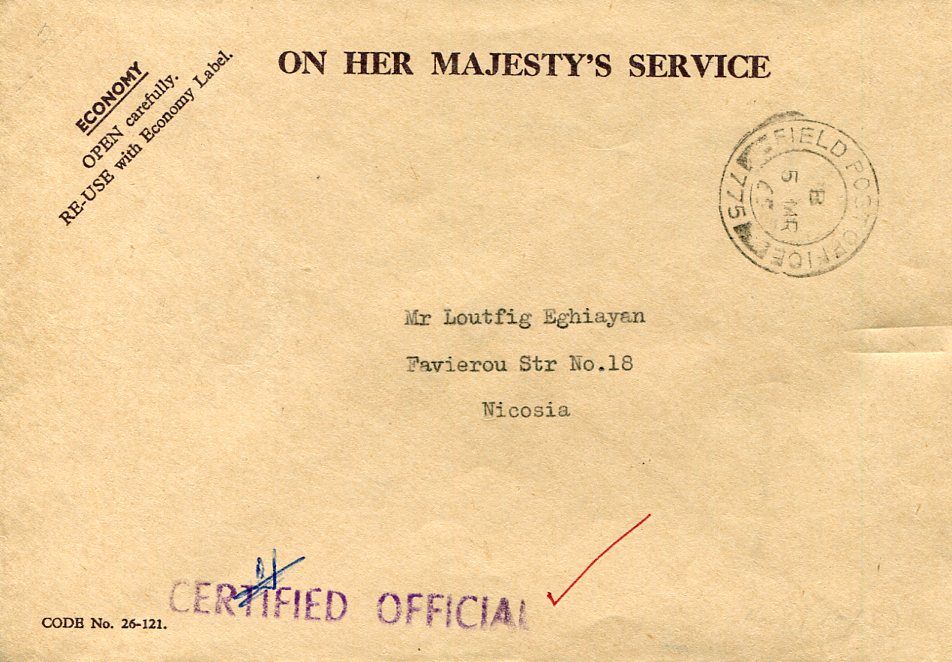 ON HER MAJESTY'S SERVICE
ECONOMY
OPEN carefully.
RE-USE with Economy Label.
FIELD POST OFFICE
775
B
5 MR
Mr Loutfig Eghiayan
Favierou Str No.18
Nicosia
CERTIFIED OFFICIAL
CODE No. 26-121.